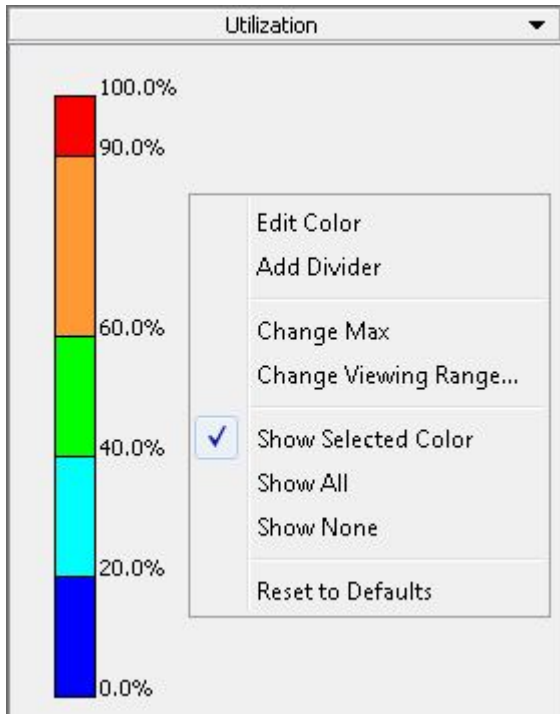 Utilization
100.0%
90.0%
60.0%
40.0%
20.0%
0.0%
Edit Color
Add Divider
Change Max
Change Viewing Range...
Show Selected Color
Show All
Show None
Reset to Defaults